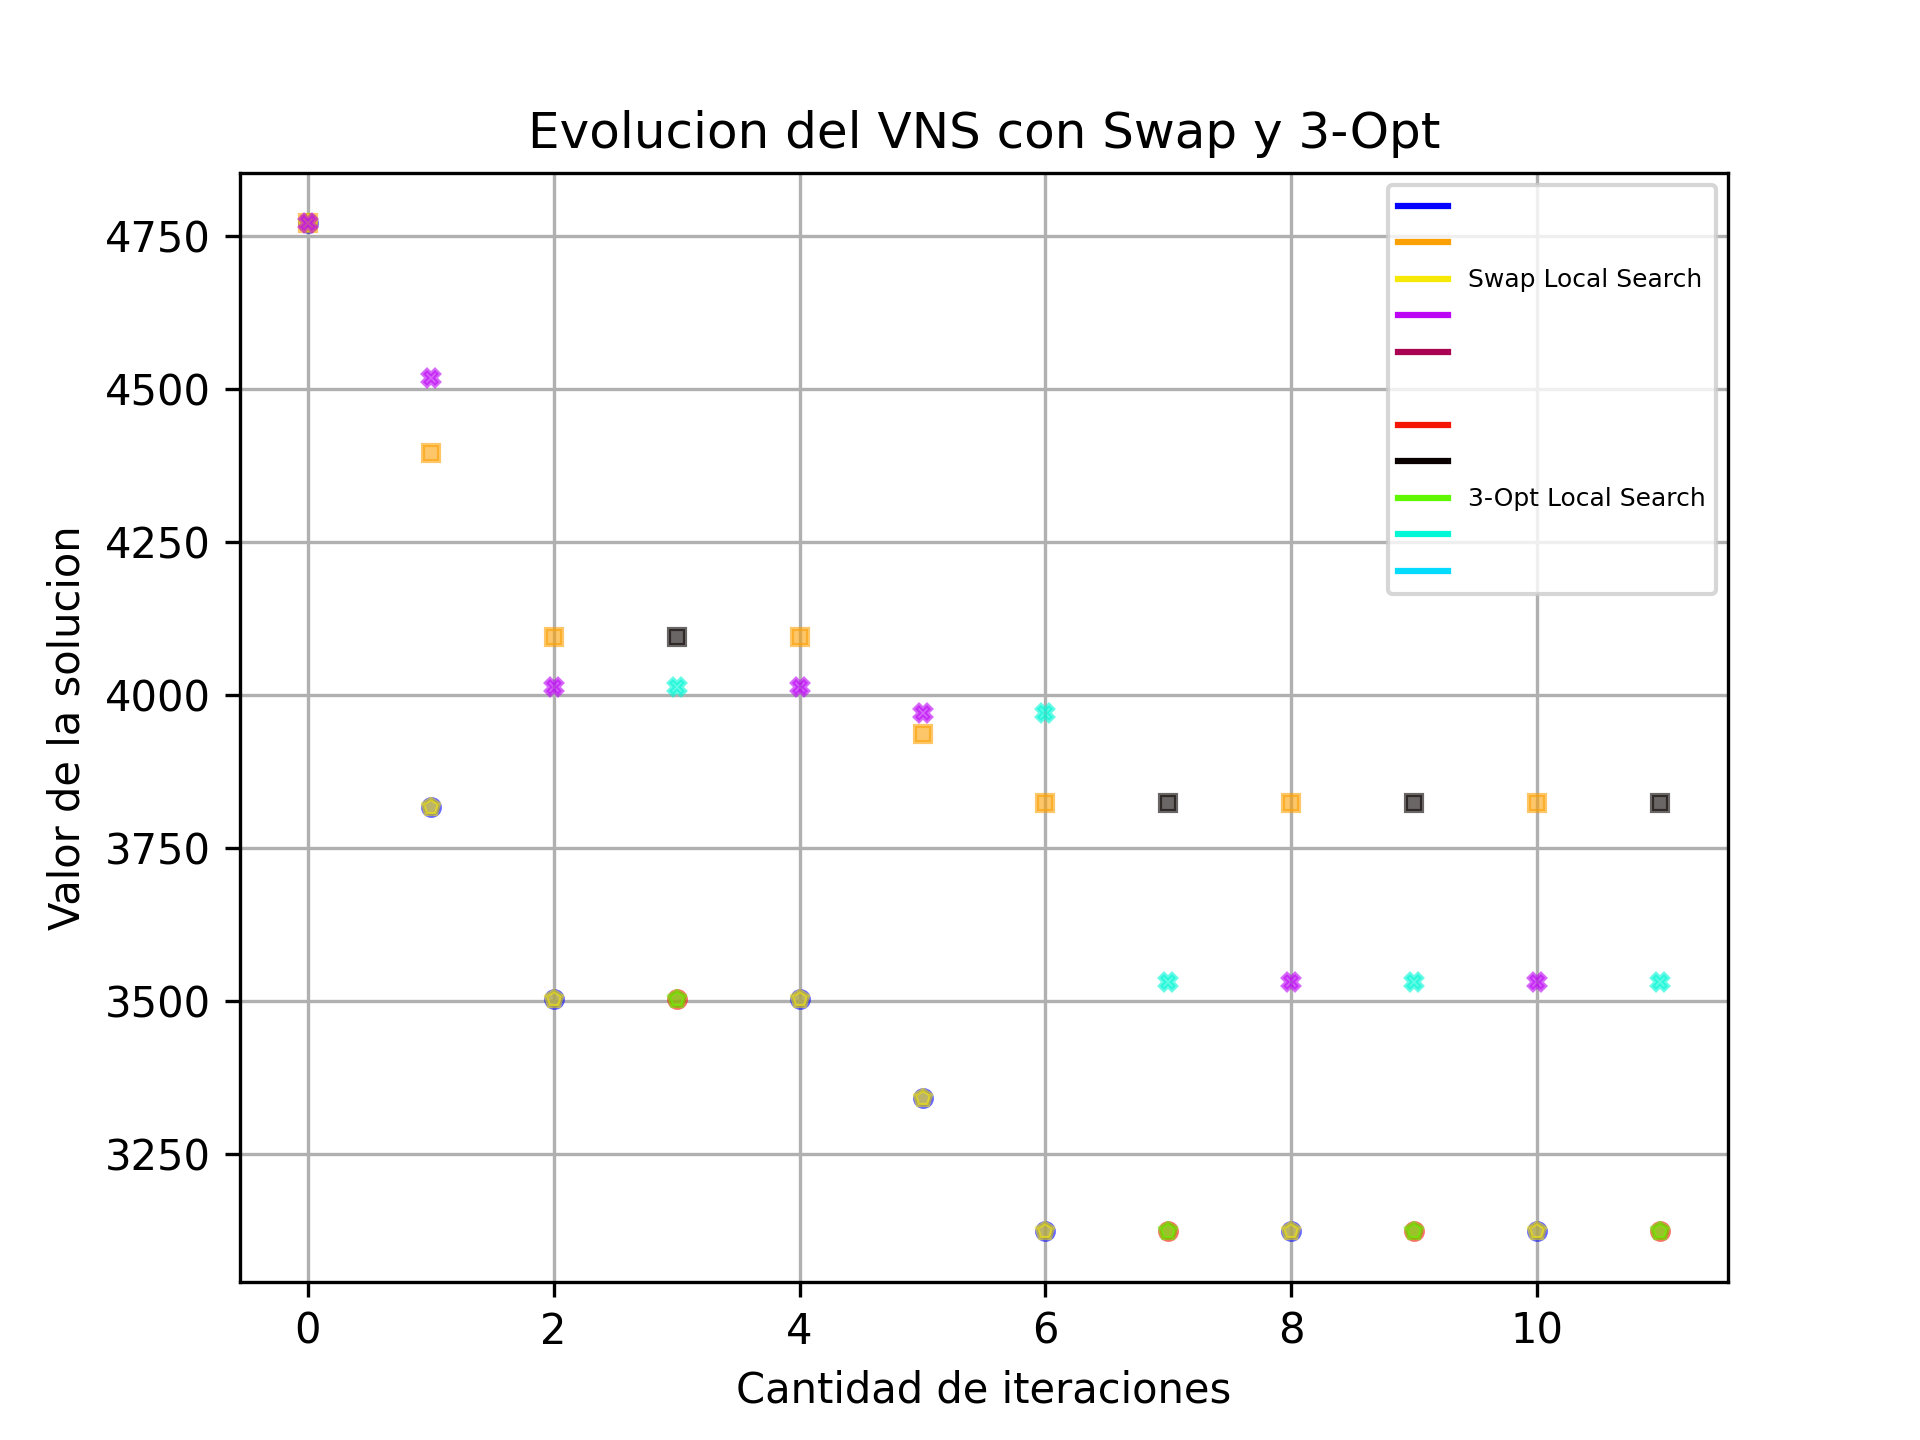 Evolucion del VNS con Swap y 3-Opt
Valor de la solucion
4750
4500
4250
4000
3750
3500
3250
Swap Local Search
3-Opt Local Search
0 2 4 6 8 10
Cantidad de iteraciones